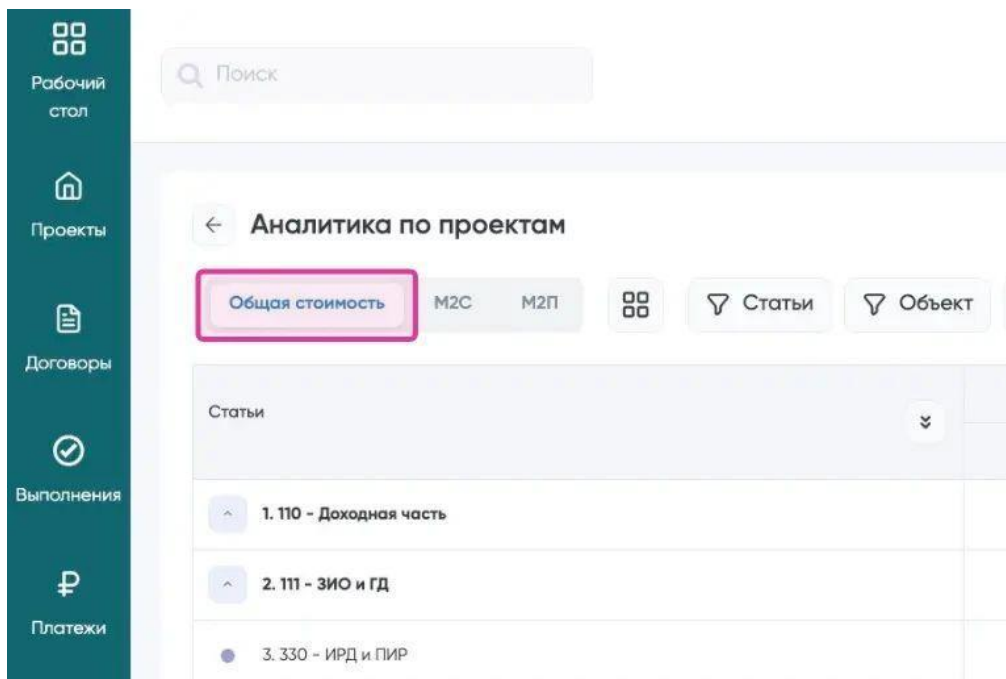 Рабочий
стол
Проекты
Договоры
Выполнения
Платежи
Поиск
Аналитика по проектам
Общая стоимость М2С М2П Статьи Объект
Статьи
1. 110 - Доходная часть
2. 111 - ЗИО и ГД
3. 330 - ИРД и ПИР